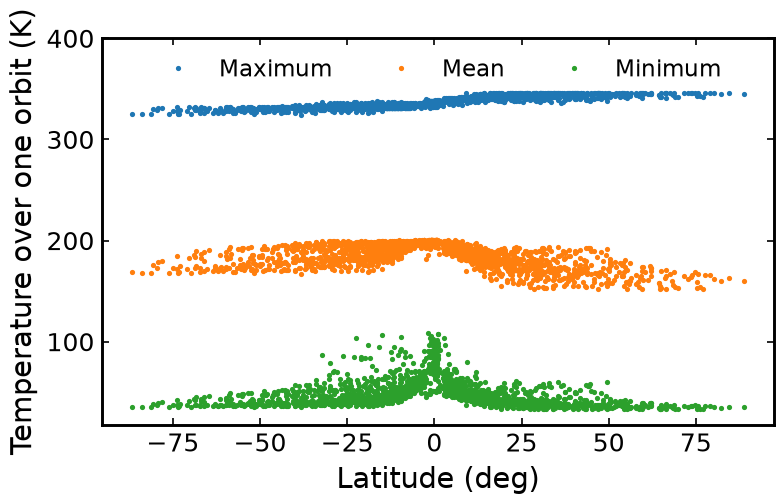 Temperature over one orbit (K)
400
300
200
100
Maximum Mean Minimum
−75 −50 −25 0 25 50 75
Latitude (deg)